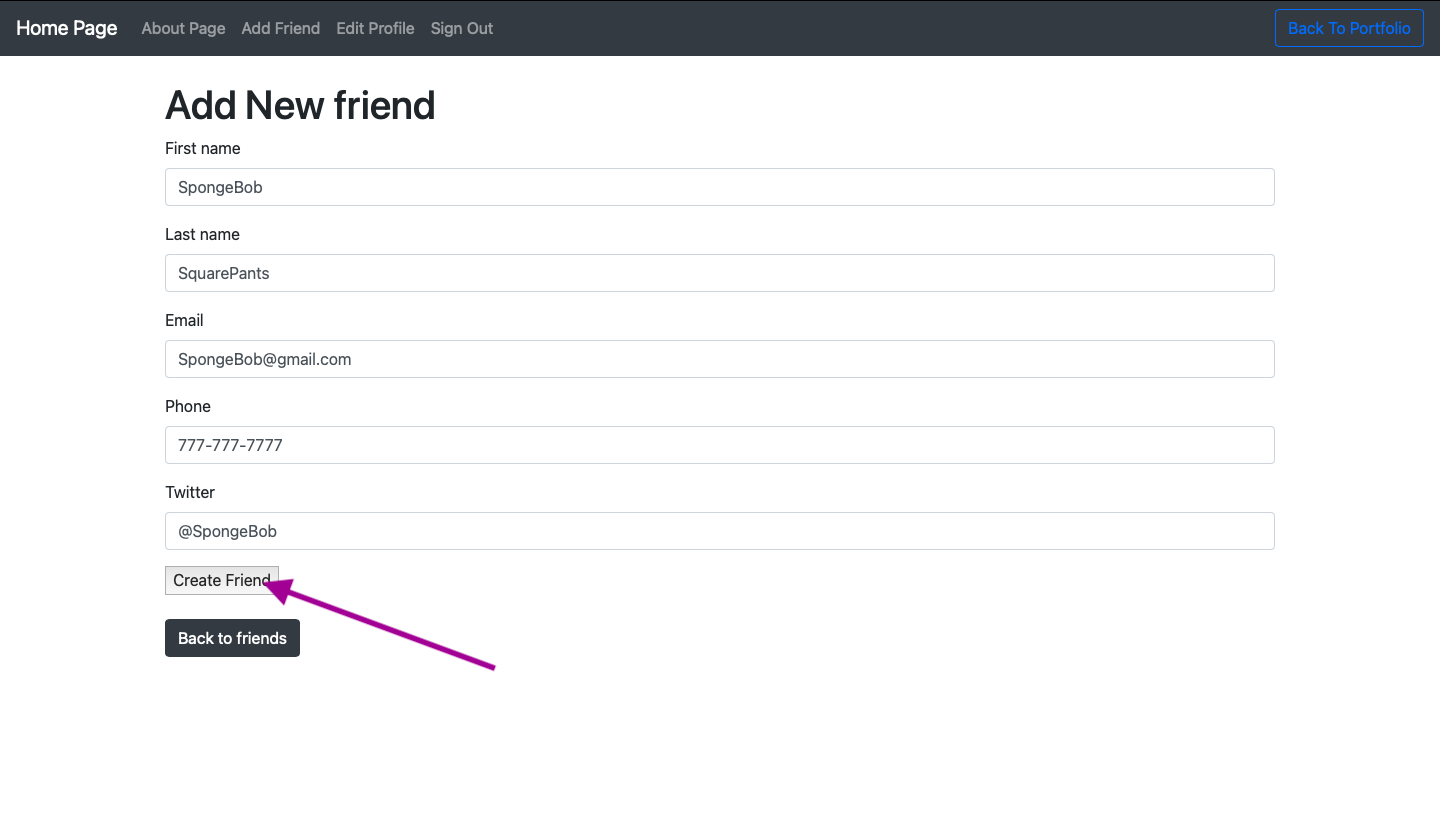 Home Page About Page Add Friend Edit Profile Sign Out Back To Portfolio
Add New friend
First name
SpongeBob
Last name
SquarePants
Email
SpongeBob@gmail.com
Phone
777-777-7777
Twitter
@SpongeBob
Create Friend
Back to friends